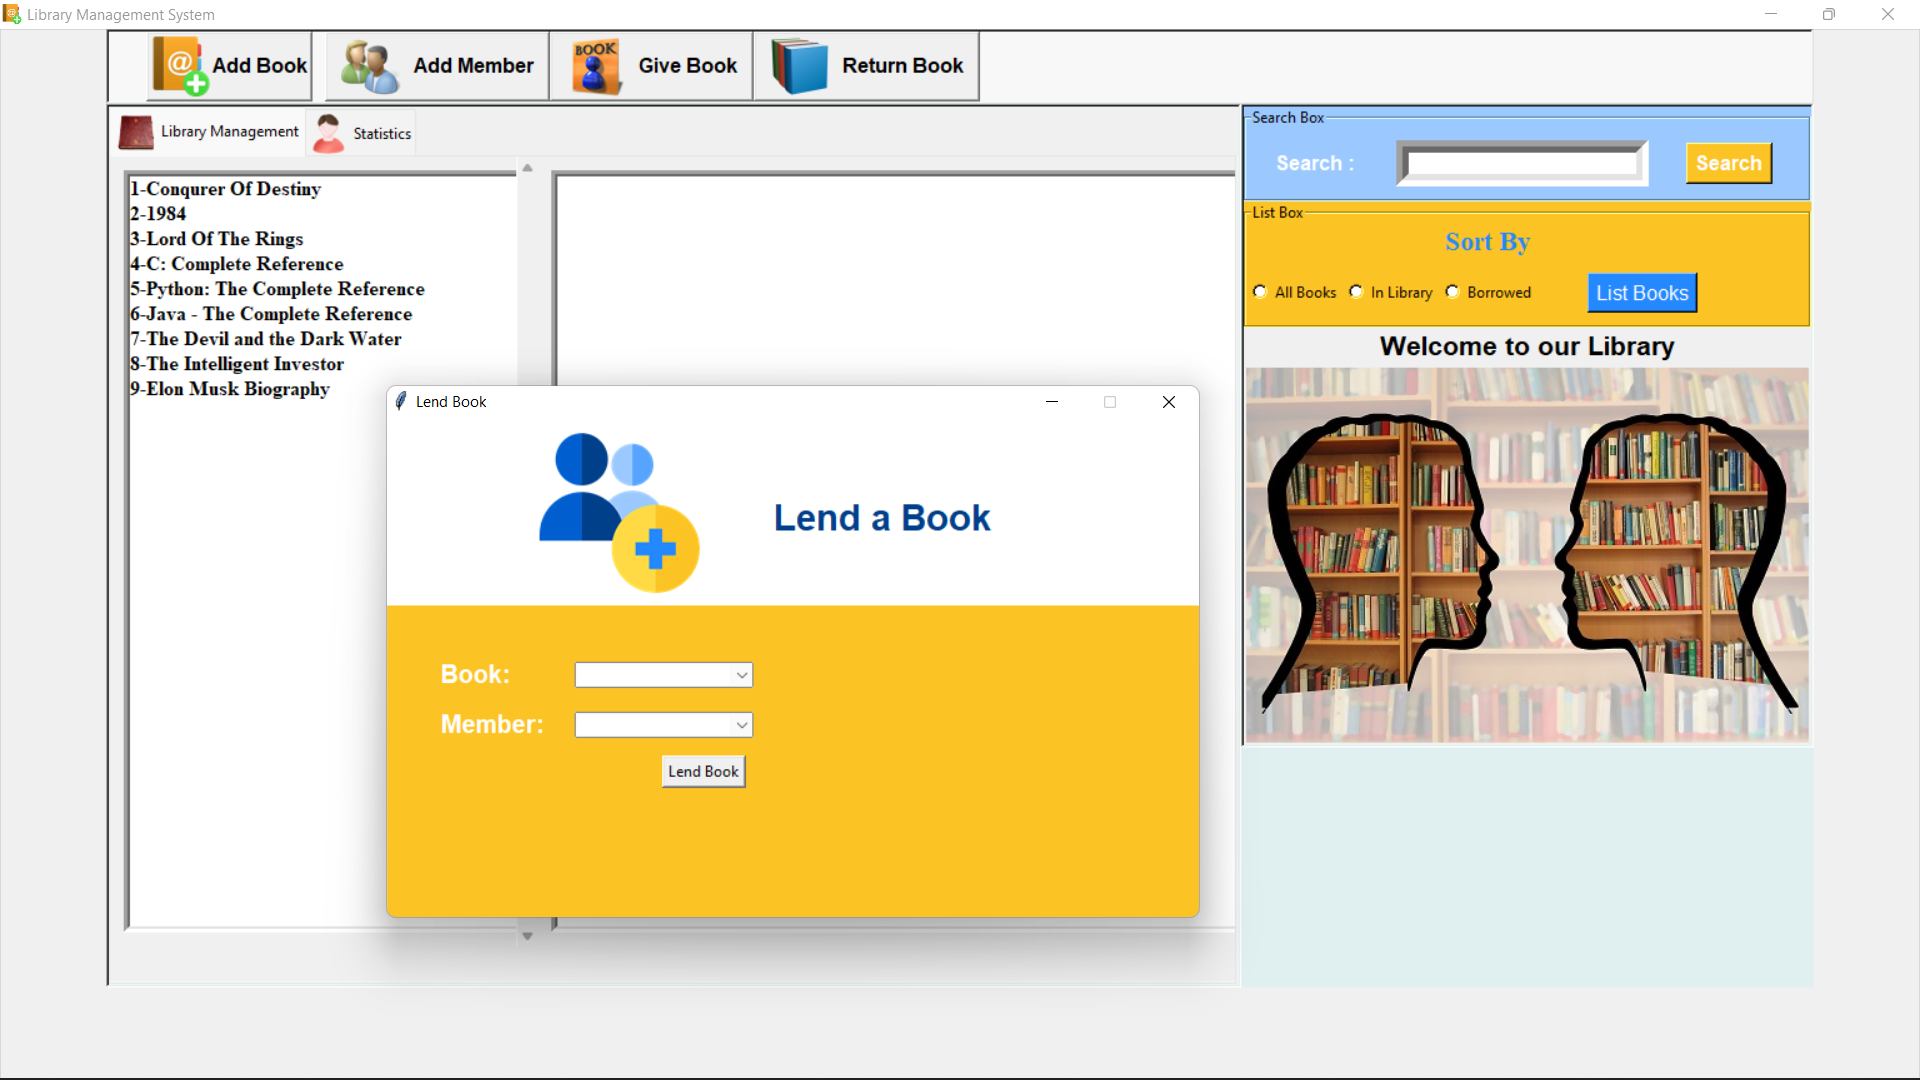 Library Management System
Add Book
Add Member
BOOK
Give Book
Return Book
Library Management
Statistics
1-Conqurer Of Destiny
2-1984
3-Lord Of The Rings
4-C: Complete Reference
5-Python: The Complete Reference
6-Java - The Complete Reference
7-The Devil and the Dark Water
8-The Intelligent Investor
9-Elon Musk Biography
Search Box
Search :
Search
List Box
Sort By
All Books
In Library
Borrowed
List Books
Welcome to our Library
Lend Book
Lend a Book
Book:
Member:
Lend Book